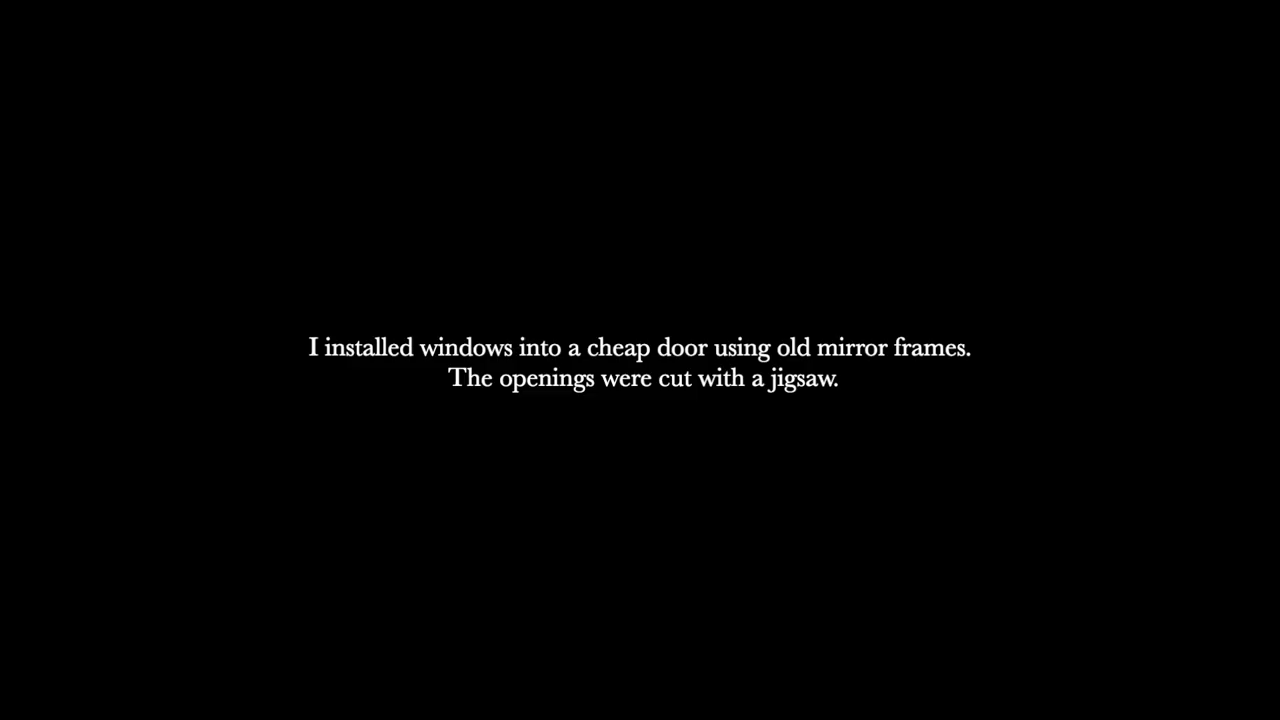 I installed windows into a cheap door using old mirror frames.
The openings were cut with a jigsaw.